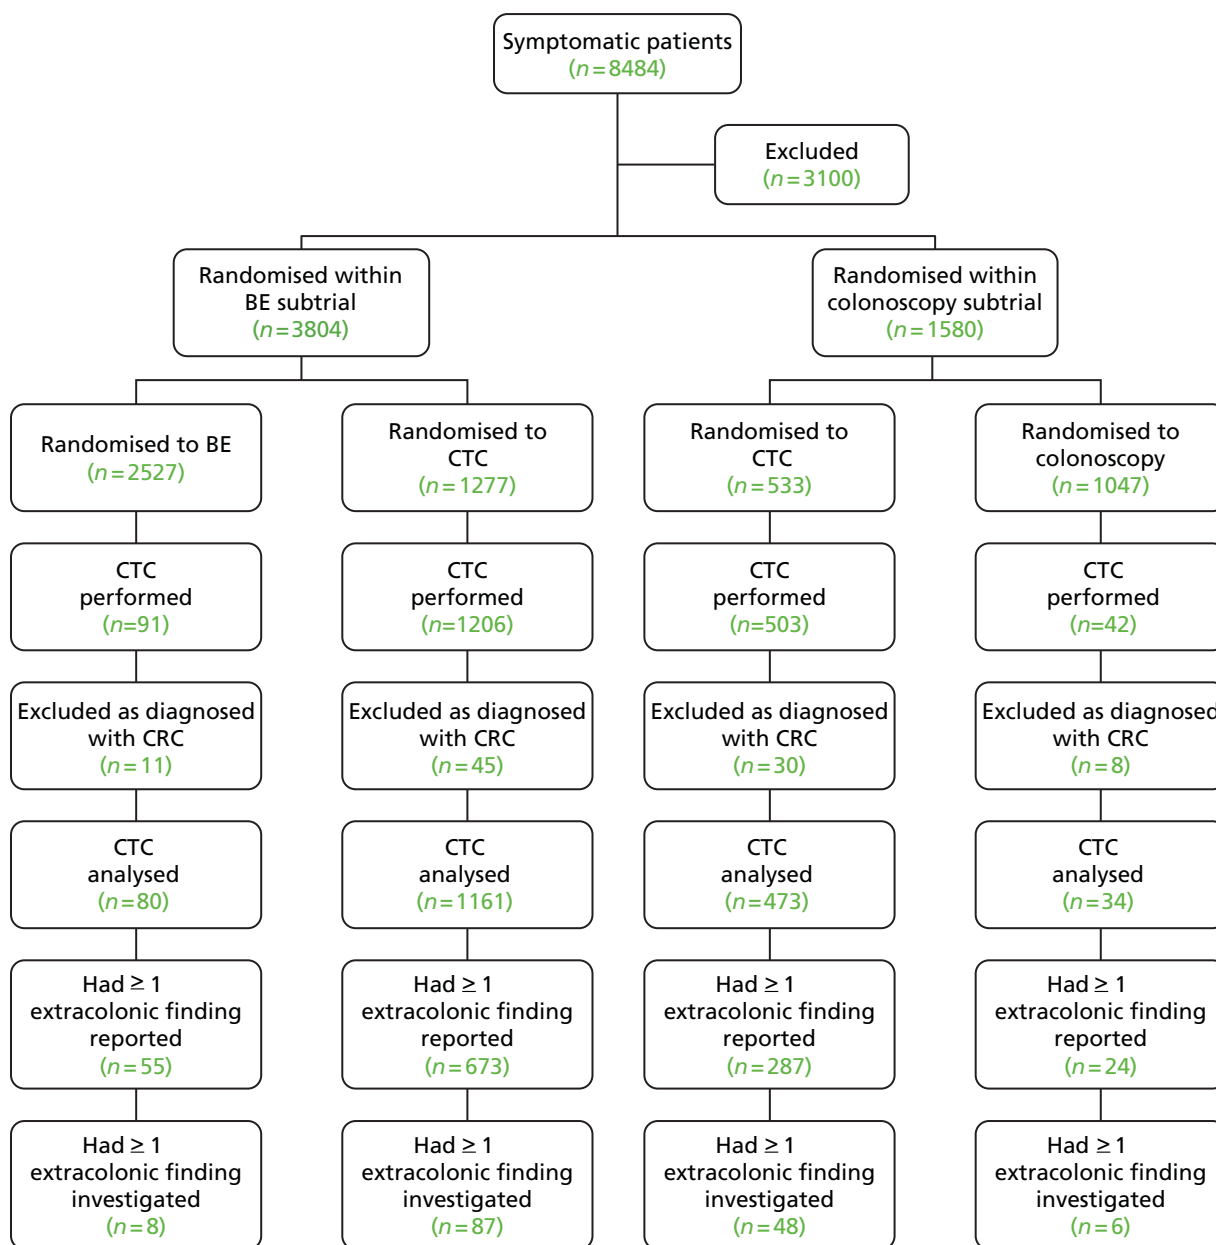 Symptomatic patients
(n=8484)
Excluded
(n=3100)
Randomised within
BE subtrial
(n=3804)
Randomised within
colonoscopy subtrial
(n=1580)
Randomised to BE
(n=2527)
Randomised to
CTC
(n=1277)
Randomised to
CTC
(n=533)
Randomised to
colonoscopy
(n=1047)
CTC
performed
(n=91)
CTC
performed
(n=1206)
CTC
performed
(n=503)
CTC
performed
(n=42)
Excluded as diagnosed
with CRC
(n=11)
Excluded as diagnosed
with CRC
(n=45)
Excluded as diagnosed
with CRC
(n=30)
Excluded as diagnosed
with CRC
(n=8)
CTC
analysed
(n=80)
CTC
analysed
(n=1161)
CTC
analysed
(n=473)
CTC
analysed
(n=34)
Had ≥ 1
extracolonic finding
reported
(n=55)
Had ≥ 1
extracolonic finding
reported
(n=673)
Had ≥ 1
extracolonic finding
reported
(n=287)
Had ≥ 1
extracolonic finding
reported
(n=24)
Had ≥ 1
extracolonic finding
investigated
(n=8)
Had ≥ 1
extracolonic finding
investigated
(n=87)
Had ≥ 1
extracolonic finding
investigated
(n=48)
Had ≥ 1
extracolonic finding
investigated
(n=6)